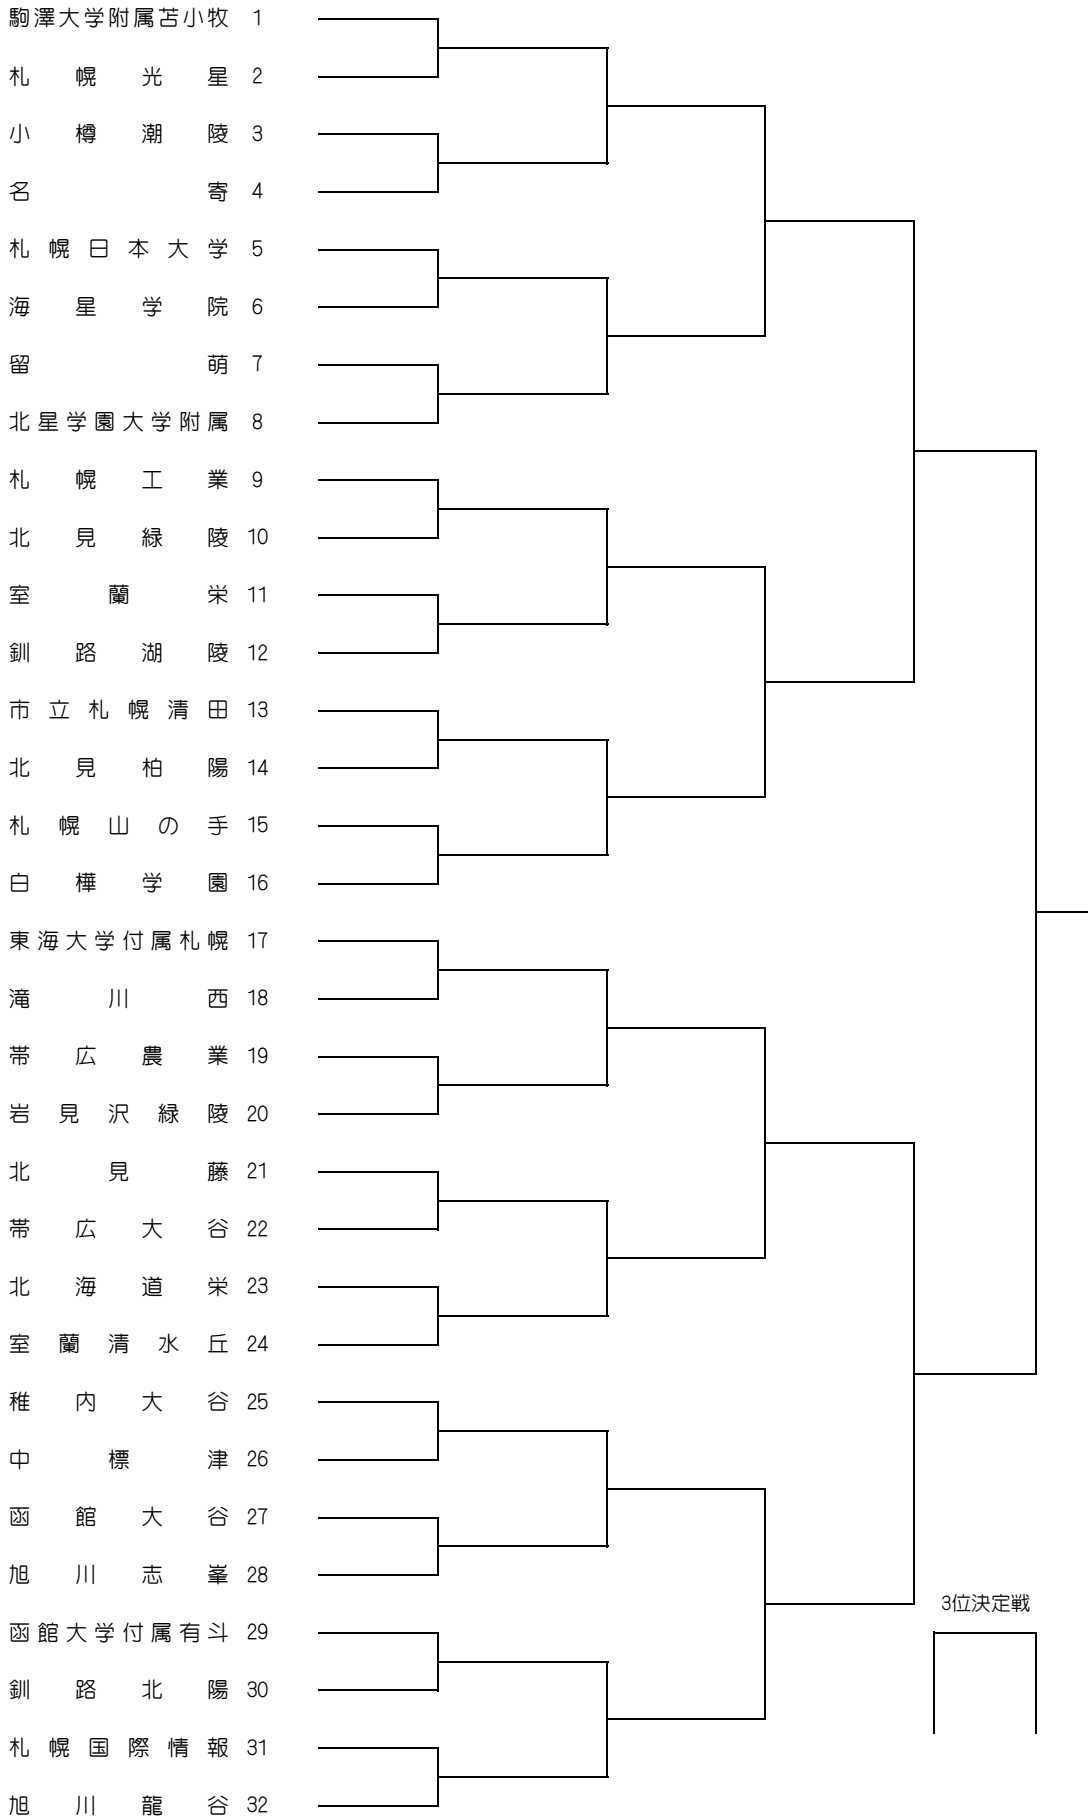 駒澤大学附属苫小牧 1
札幌光星 2
小樽潮陵 3
名寄 4
札幌日本大学 5
海星学院 6
留萌 7
北星学園大学附属 8
札幌工業 9
北見緑陵 10
室蘭栄 11
釧路湖陵 12
市立札幌清田 13
北見柏陽 14
札幌山の手 15
白樺学園 16
東海大学付属札幌 17
滝川西 18
帯広農業 19
岩見沢緑陵 20
北見藤 21
帯広大谷 22
北海道栄 23
室蘭清水丘 24
稚内大谷 25
中標津 26
函館大谷 27
旭川志峯 28
3位決定戦
函館大学付属有斗 29
釧路北陽 30
札幌国際情報 31
旭川龍谷 32